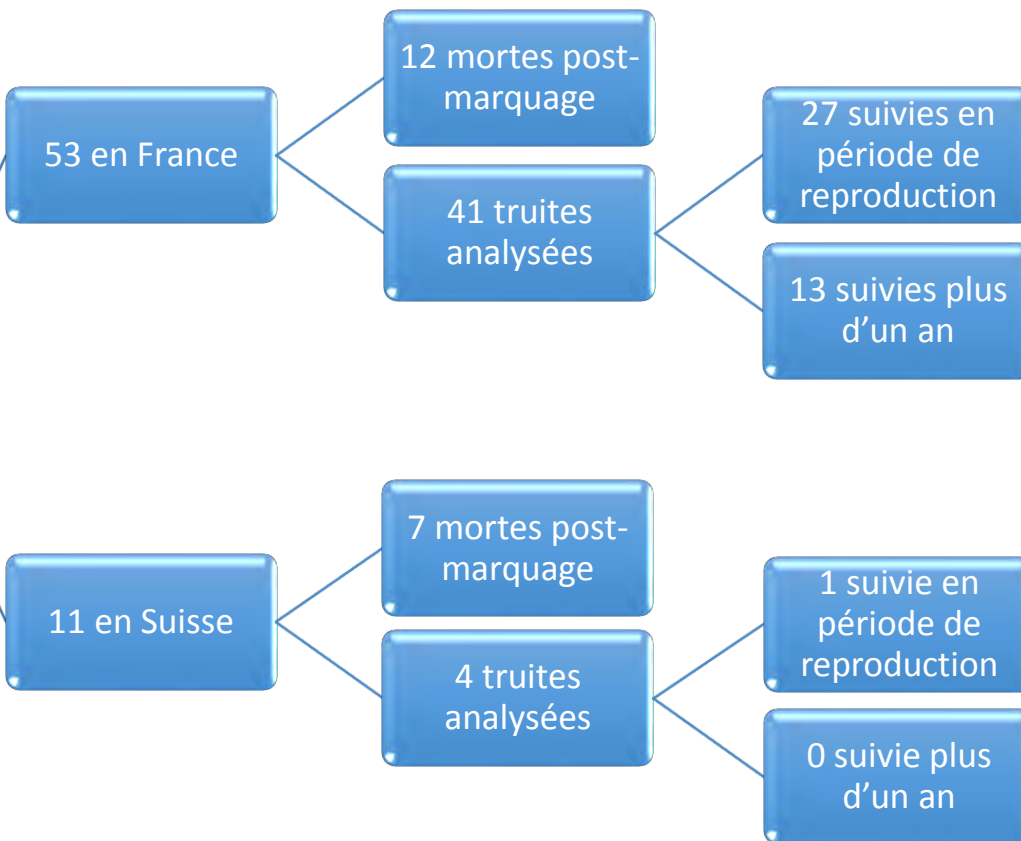 53 en France
12 mortes post-
marquage
41 truites
analysées
27 suivies en
période de
reproduction
13 suivies plus
d'un an
11 en Suisse
7 mortes post-
marquage
4 truites
analysées
1 suivie en
période de
reproduction
0 suivie plus
d'un an